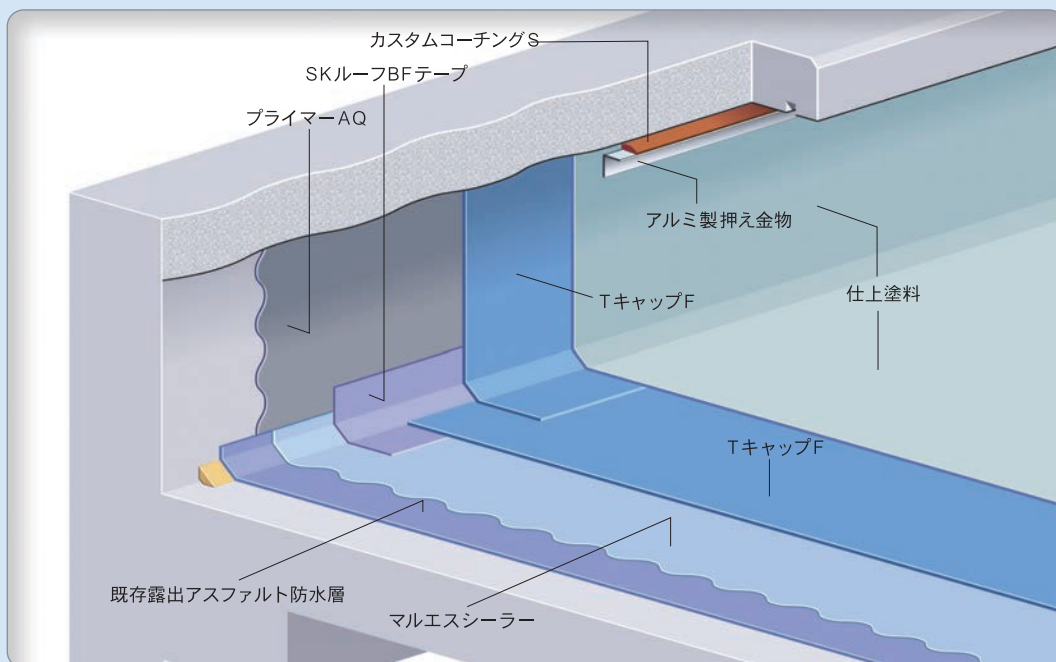 カスタムコーチングS
SKルーフBFテープ
プライマーAQ
アルミ製押え金物
TキャップF
仕上塗料
TキャップF
既存露出アスファルト防水層
マルエスシーラー